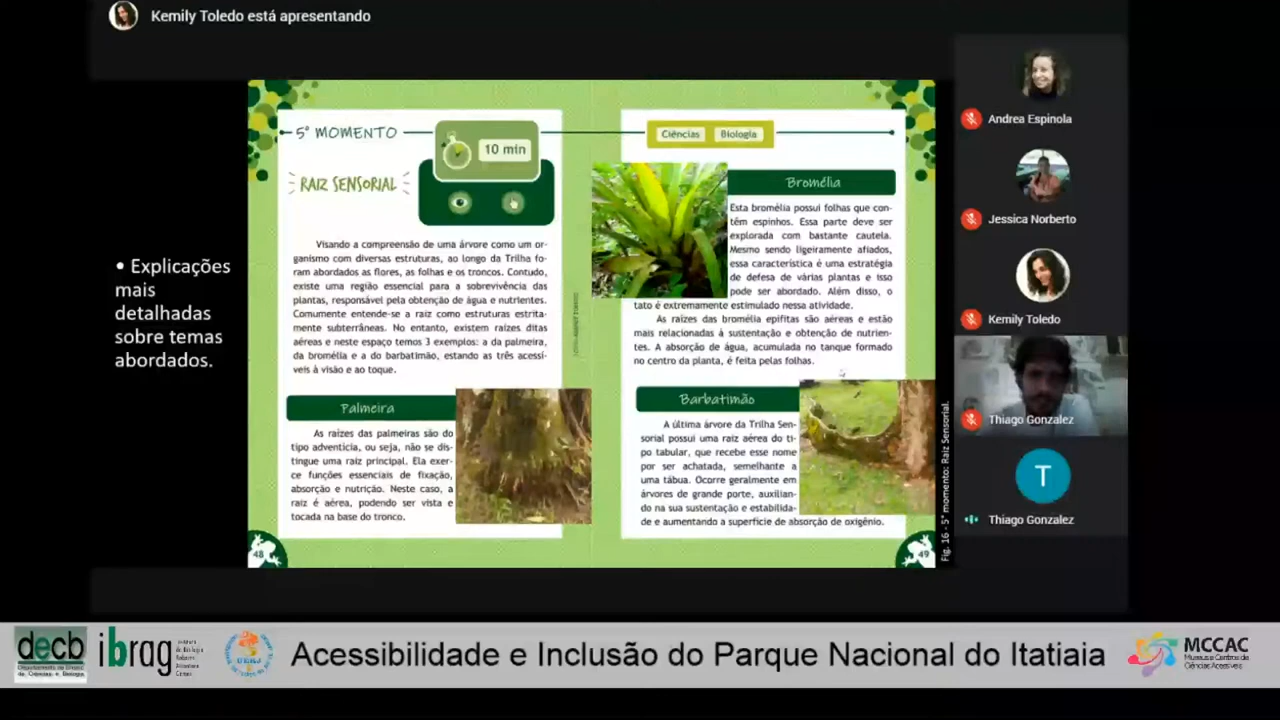 Kemily Toledo está apresentando
• Explicações
mais
detalhadas
sobre temas
abordados.
5° MOMENTO
10 min
RAIZ SENSORIAL
Visando a compreensão de uma árvore como um or-
ganismo com diversas estruturas, ao longo da Trilha fo-
ram abordados as flores, as folhas e os troncos. Contudo,
existe uma região essencial para a sobrevivência das
plantas, responsável pela obtenção de água e nutrientes.
Comumente entende-se a raiz como estruturas estrita-
mente subterrâneas. No entanto, existem raízes ditas
aéreas e neste espaço temos 3 exemplos: a da palmeira,
da bromélia e a do barbatimão, estando as três acessí-
veis à visão e ao toque.
Palmeira
As raízes das palmeiras são do
tipo adventícia, ou seja, não se dis-
tingue uma raiz principal. Ela exer-
ce funções essenciais de fixação,
absorção e nutrição. Neste caso, a
raiz é aérea, podendo ser vista e
tocada na base do tronco.
48
Ciências
Biologia
Bromélia
Esta bromélia possui folhas que con-
têm espinhos. Essa parte deve ser
explorada com bastante cautela.
Mesmo sendo ligeiramente afiados,
essa característica é uma estratégia
de defesa de várias plantas e isso
pode ser abordado. Além disso, o
tato é extremamente estimulado nessa atividade.
As raízes das bromélia epífitas são aéreas e estão
mais relacionadas à sustentação e obtenção de nutrien-
tes. A absorção de água, acumulada no tanque formado
no centro da planta, é feita pelas folhas.
Barbatimão
A última árvore da Trilha Sen-
sorial possui uma raiz aérea do ti-
po tabular, que recebe esse nome
por ser achatada, semelhante a
uma tábua. Ocorre geralmente em
árvores de grande porte, auxilian-
do na sua sustentação e estabilida-
de e aumentando a superfície de absorção de oxigênio.
49
Fig. 16 - 5° momento: Raiz Sensorial.
Andrea Espinola
Jessica Norberto
Kemily Toledo
Thiago Gonzalez
T
Thiago Gonzalez
decb
ibrag
Acessibilidade e Inclusão do Parque Nacional do Itatiaia
MCCAC
Museus e Centros de
Ciências Acessíveis